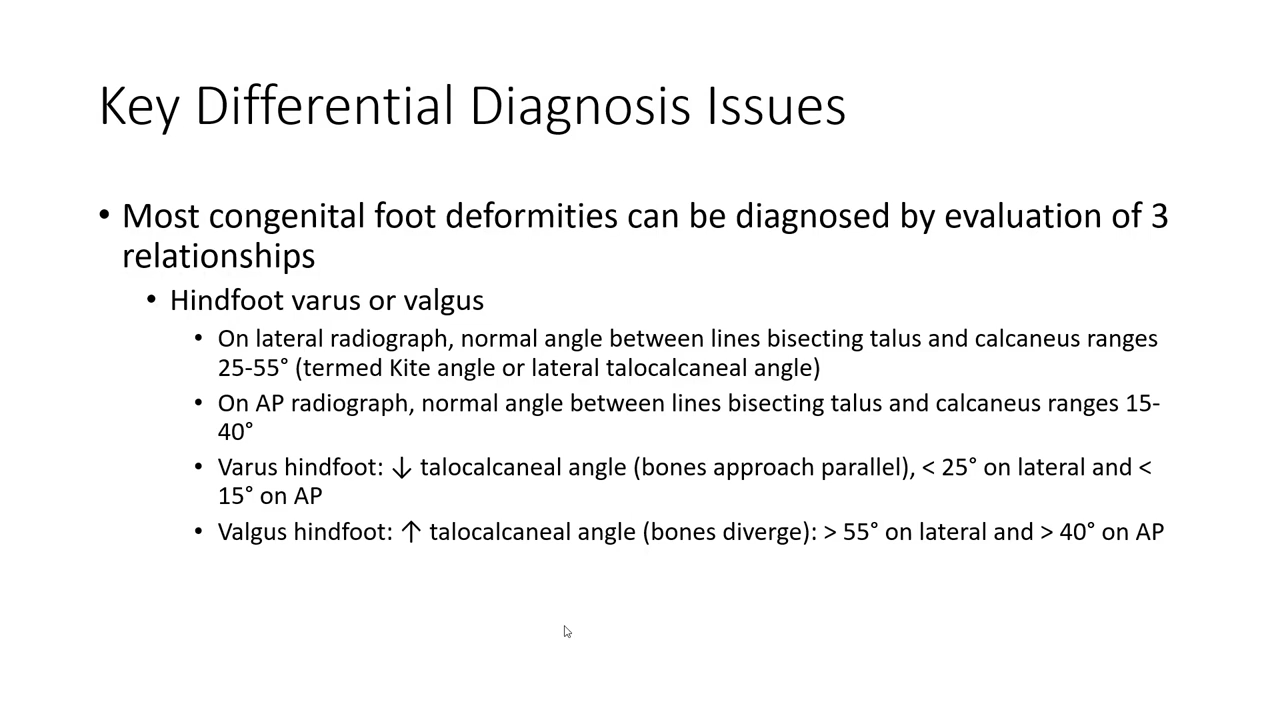 Key Differential Diagnosis Issues
• Most congenital foot deformities can be diagnosed by evaluation of 3
relationships
• Hindfoot varus or valgus
• On lateral radiograph, normal angle between lines bisecting talus and calcaneus ranges
25-55° (termed Kite angle or lateral talocalcaneal angle)
• On AP radiograph, normal angle between lines bisecting talus and calcaneus ranges 15-
40°
• Varus hindfoot: ↓ talocalcaneal angle (bones approach parallel), < 25° on lateral and <
15° on AP
• Valgus hindfoot: ↑ talocalcaneal angle (bones diverge): > 55° on lateral and > 40° on AP